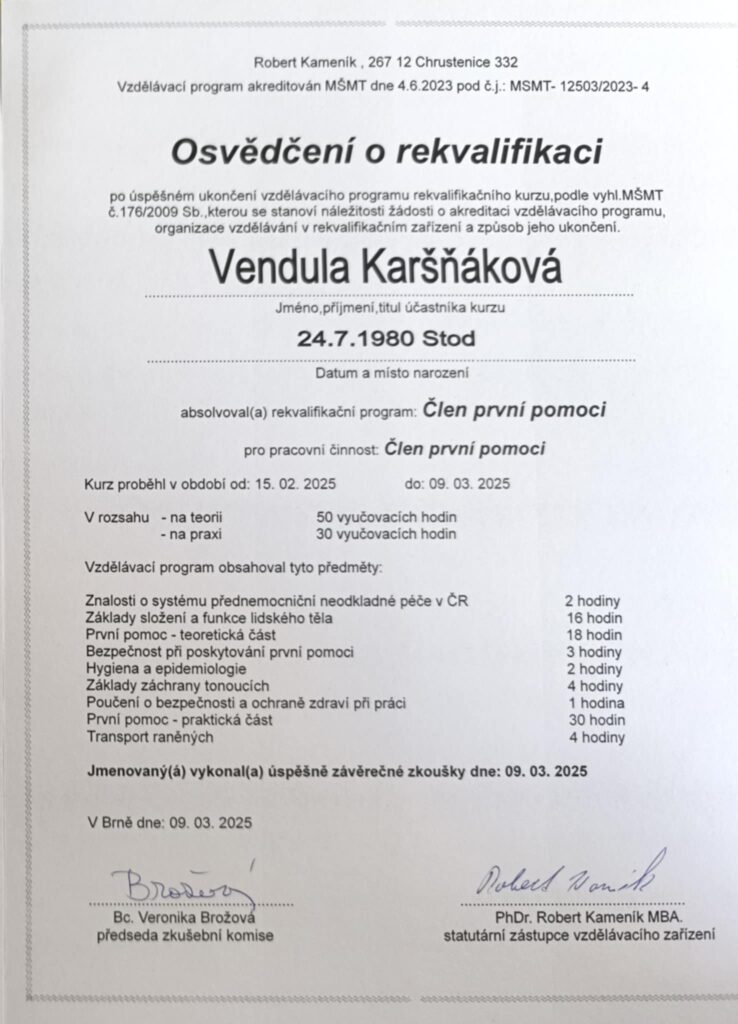 Robert Kameník , 267 12 Chrustenice 332
Vzdělávací program akreditován MŠMT dne 4.6.2023 pod č.j.: MSMT- 12503/2023- 4
Osvědčení o rekvalifikaci
po úspěšném ukončení vzdělávacího programu rekvalifikačního kurzu,podle vyhl.MŠMT
č.176/2009 Sb.,kterou se stanoví náležitosti žádosti o akreditaci vzdělávacího programu,
organizace vzdělávání v rekvalifikačním zařízení a způsob jeho ukončení.
Vendula Karšňáková
Jméno,příjmení,titul účastníka kurzu
24.7.1980 Stod
Datum a místo narození
absolvoval(a) rekvalifikační program: Člen první pomoci
pro pracovní činnost: Člen první pomoci
Kurz proběhl v období od: 15. 02. 2025 do: 09. 03. 2025
V rozsahu - na teorii 50 vyučovacích hodin
- na praxi 30 vyučovacích hodin
Vzdělávací program obsahoval tyto předměty:
Znalosti o systému přednemocniční neodkladné péče v ČR 2 hodiny
Základy složení a funkce lidského těla 16 hodin
První pomoc - teoretická část 18 hodin
Bezpečnost při poskytování první pomoci 3 hodiny
Hygiena a epidemiologie 2 hodiny
Základy záchrany tonoucích 4 hodiny
Poučení o bezpečnosti a ochraně zdraví při práci 1 hodina
První pomoc - praktická část 30 hodin
Transport raněných 4 hodiny
Jmenovaný(á) vykonal(a) úspěšně závěrečné zkoušky dne: 09. 03. 2025
V Brně dne: 09. 03. 2025
Brožová Robert Kameník
Bc. Veronika Brožová PhDr. Robert Kameník MBA.
předseda zkušební komise statutární zástupce vzdělávacího zařízení